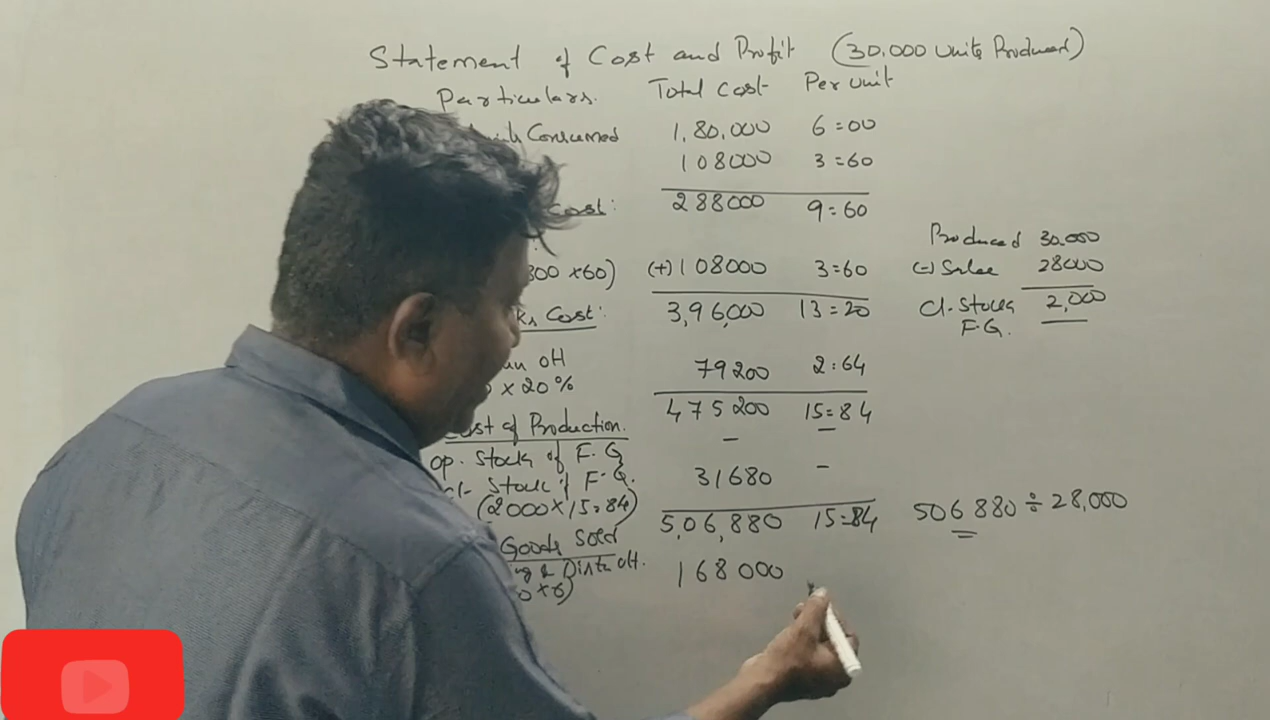 Statement of Cost and Profit (30,000 Units Produced)
Particulars. Total Cost Per Unit
Consumed 1,80,000 6=00
108000 3=60
Cost: 288000 9=60
Produced 30,000
300 x60) (+) 108000 3=60 (-) Sales 28000
Cost: 3,96,000 13=20 Cl. Stock 2,000
F.G.
OH 79200 2:64
x 20%
475200 15=84
Cost of Production. –
Op. Stock of F.G
Stock of F.G. 31680 –
(2000x15=84)
5,06,880 15=84 506880 ÷ 28,000
Goods Sold
& Distn OH. 168000
0x6)